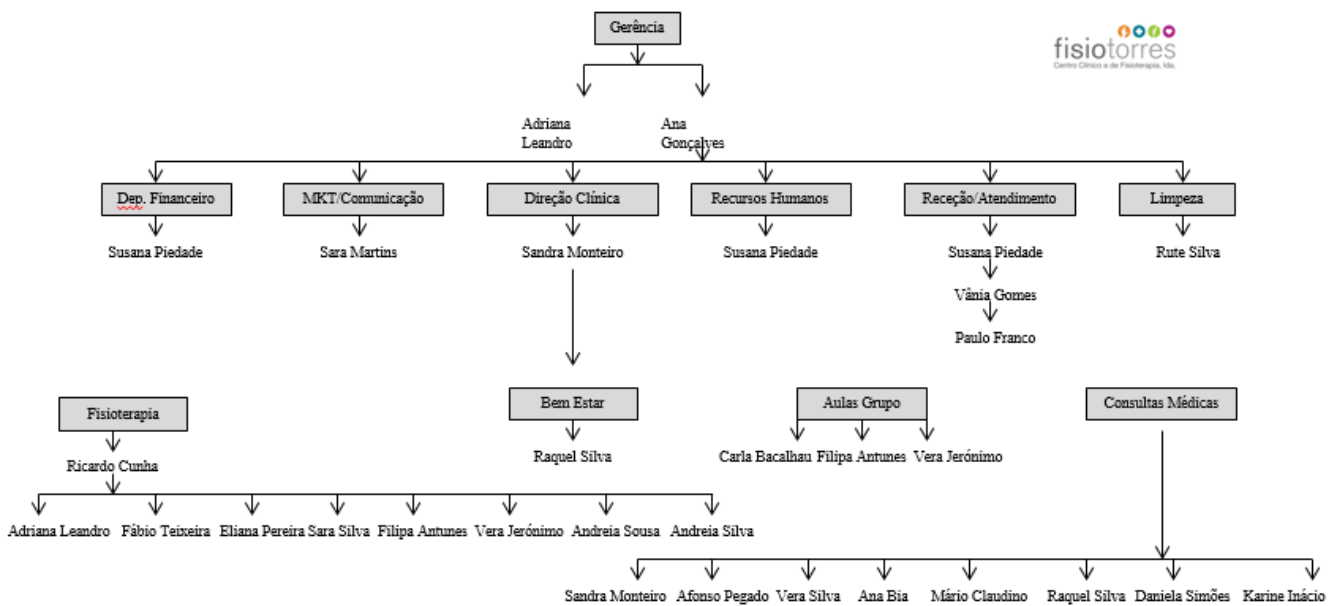 Gerência
fisiotorres
Centro Clínico e de Fisioterapia, lda.
Adriana
Leandro
Ana
Gonçalves
Dep. Financeiro
MKT/Comunicação
Direção Clínica
Recursos Humanos
Receção/Atendimento
Limpeza
Susana Piedade
Sara Martins
Sandra Monteiro
Susana Piedade
Susana Piedade
Rute Silva
Vânia Gomes
Paulo Franco
Fisioterapia
Bem Estar
Aulas Grupo
Consultas Médicas
Ricardo Cunha
Raquel Silva
Carla Bacalhau
Filipa Antunes
Vera Jerónimo
Adriana Leandro
Fábio Teixeira
Eliana Pereira
Sara Silva
Filipa Antunes
Vera Jerónimo
Andreia Sousa
Andreia Silva
Sandra Monteiro
Afonso Pegado
Vera Silva
Ana Bia
Mário Claudino
Raquel Silva
Daniela Simões
Karine Inácio